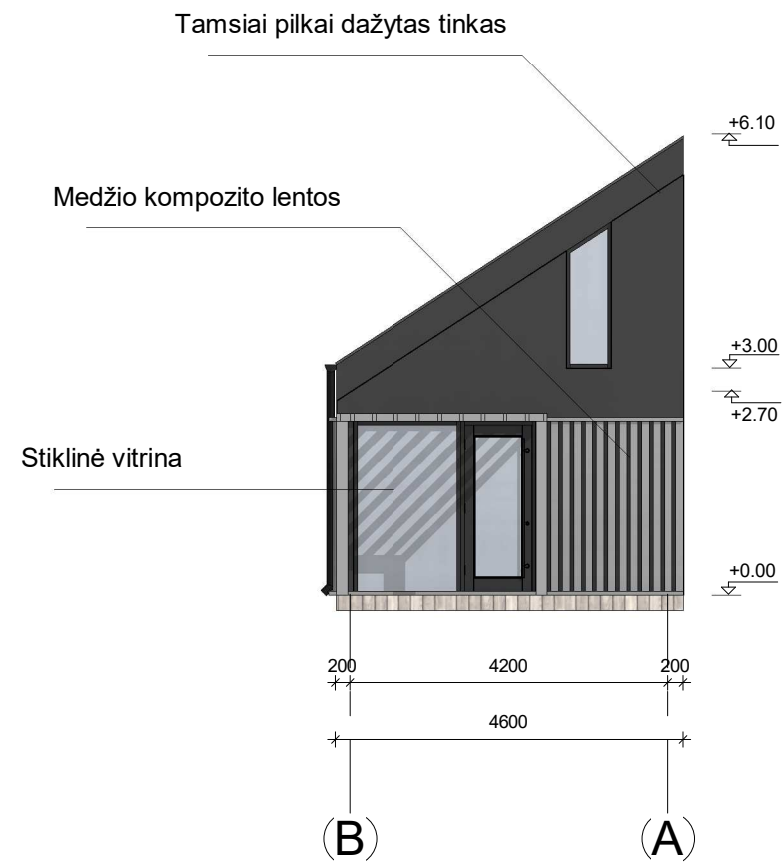 Tamsiai pilkai dažytas tinkas
+6.10
Medžio kompozito lentos
+3.00
+2.70
Stiklinė vitrina
+0.00
200 4200 200
4600
(B) (A)